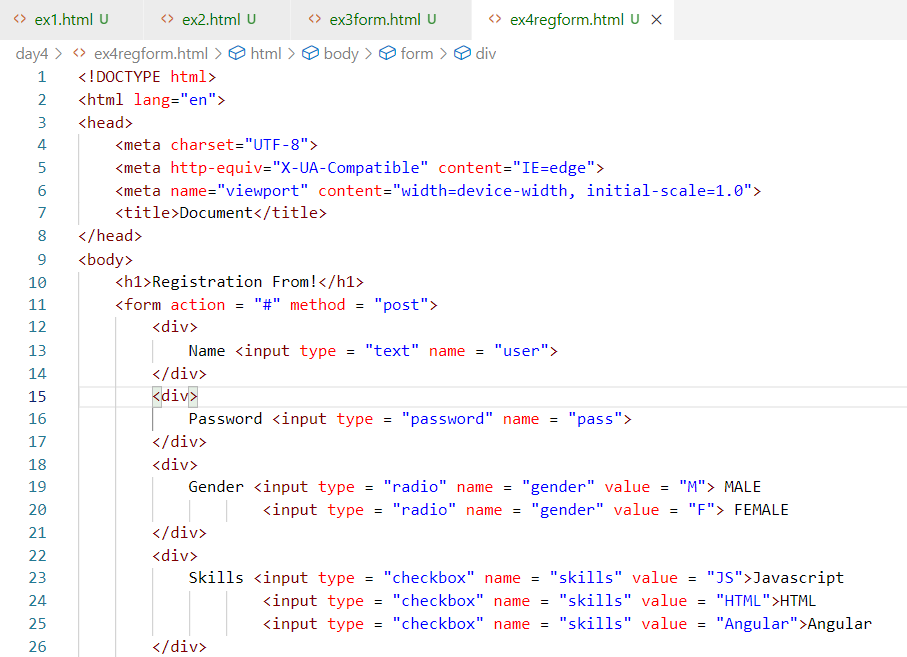 <> ex1.html U <> ex2.html U <> ex3form.html U <> ex4regform.html U ×
day4 > <> ex4regform.html > html > body > form > div
1 <!DOCTYPE html>
2 <html lang="en">
3 <head>
4 <meta charset="UTF-8">
5 <meta http-equiv="X-UA-Compatible" content="IE=edge">
6 <meta name="viewport" content="width=device-width, initial-scale=1.0">
7 <title>Document</title>
8 </head>
9 <body>
10 <h1>Registration From!</h1>
11 <form action = "#" method = "post">
12 <div>
13 Name <input type = "text" name = "user">
14 </div>
15 <div>
16 Password <input type = "password" name = "pass">
17 </div>
18 <div>
19 Gender <input type = "radio" name = "gender" value = "M"> MALE
20 <input type = "radio" name = "gender" value = "F"> FEMALE
21 </div>
22 <div>
23 Skills <input type = "checkbox" name = "skills" value = "JS">Javascript
24 <input type = "checkbox" name = "skills" value = "HTML">HTML
25 <input type = "checkbox" name = "skills" value = "Angular">Angular
26 </div>